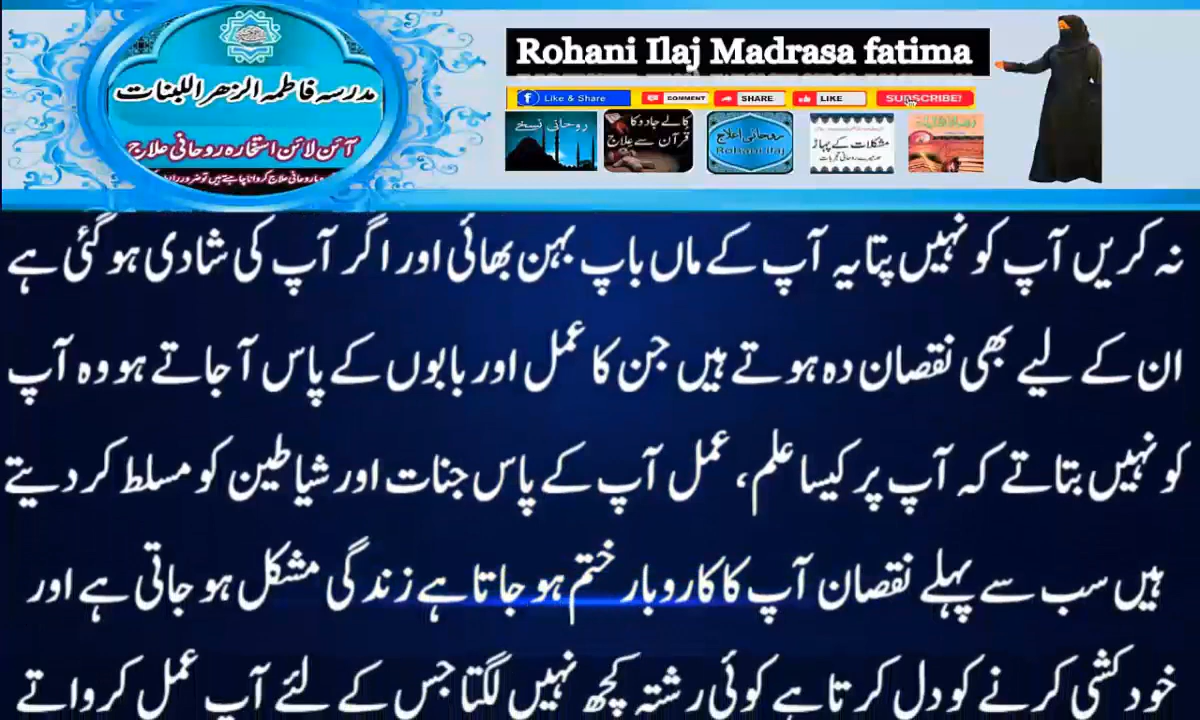 Rohani Ilaj Madrasa fatima
Like & Share
COMMENT
SHARE
LIKE
SUBSCRIBE!
مدرسہ فاطمہ الزھرا للبنات
آئن لائن استخارہ روحانی علاج
روحانی نسخے
کالے جادو کا
قرآن سے علاج
روحانی علاج
Rohani ilaj
مشکلات کے پہاڑ
نہ کریں آپ کو نہیں پتا یہ آپ کے ماں باپ بہن بھائی اور اگر آپ کی شادی ہو گئی ہے
ان کے لیے بھی نقصان دہ ہوتے ہیں جن کا عمل اور بابوں کے پاس آ جاتے ہو وہ آپ
کو نہیں بتاتے کہ آپ پر کیسا علم، عمل آپ کے پاس جنات اور شیاطین کو مسلط کر دیتے
ہیں سب سے پہلے نقصان آپ کا کاروبار ختم ہو جاتا ہے زندگی مشکل ہو جاتی ہے اور
خودکشی کرنے کو دل کرتا ہے کوئی رشتہ کچھ نہیں لگتا جس کے لئے آپ عمل کرواتے